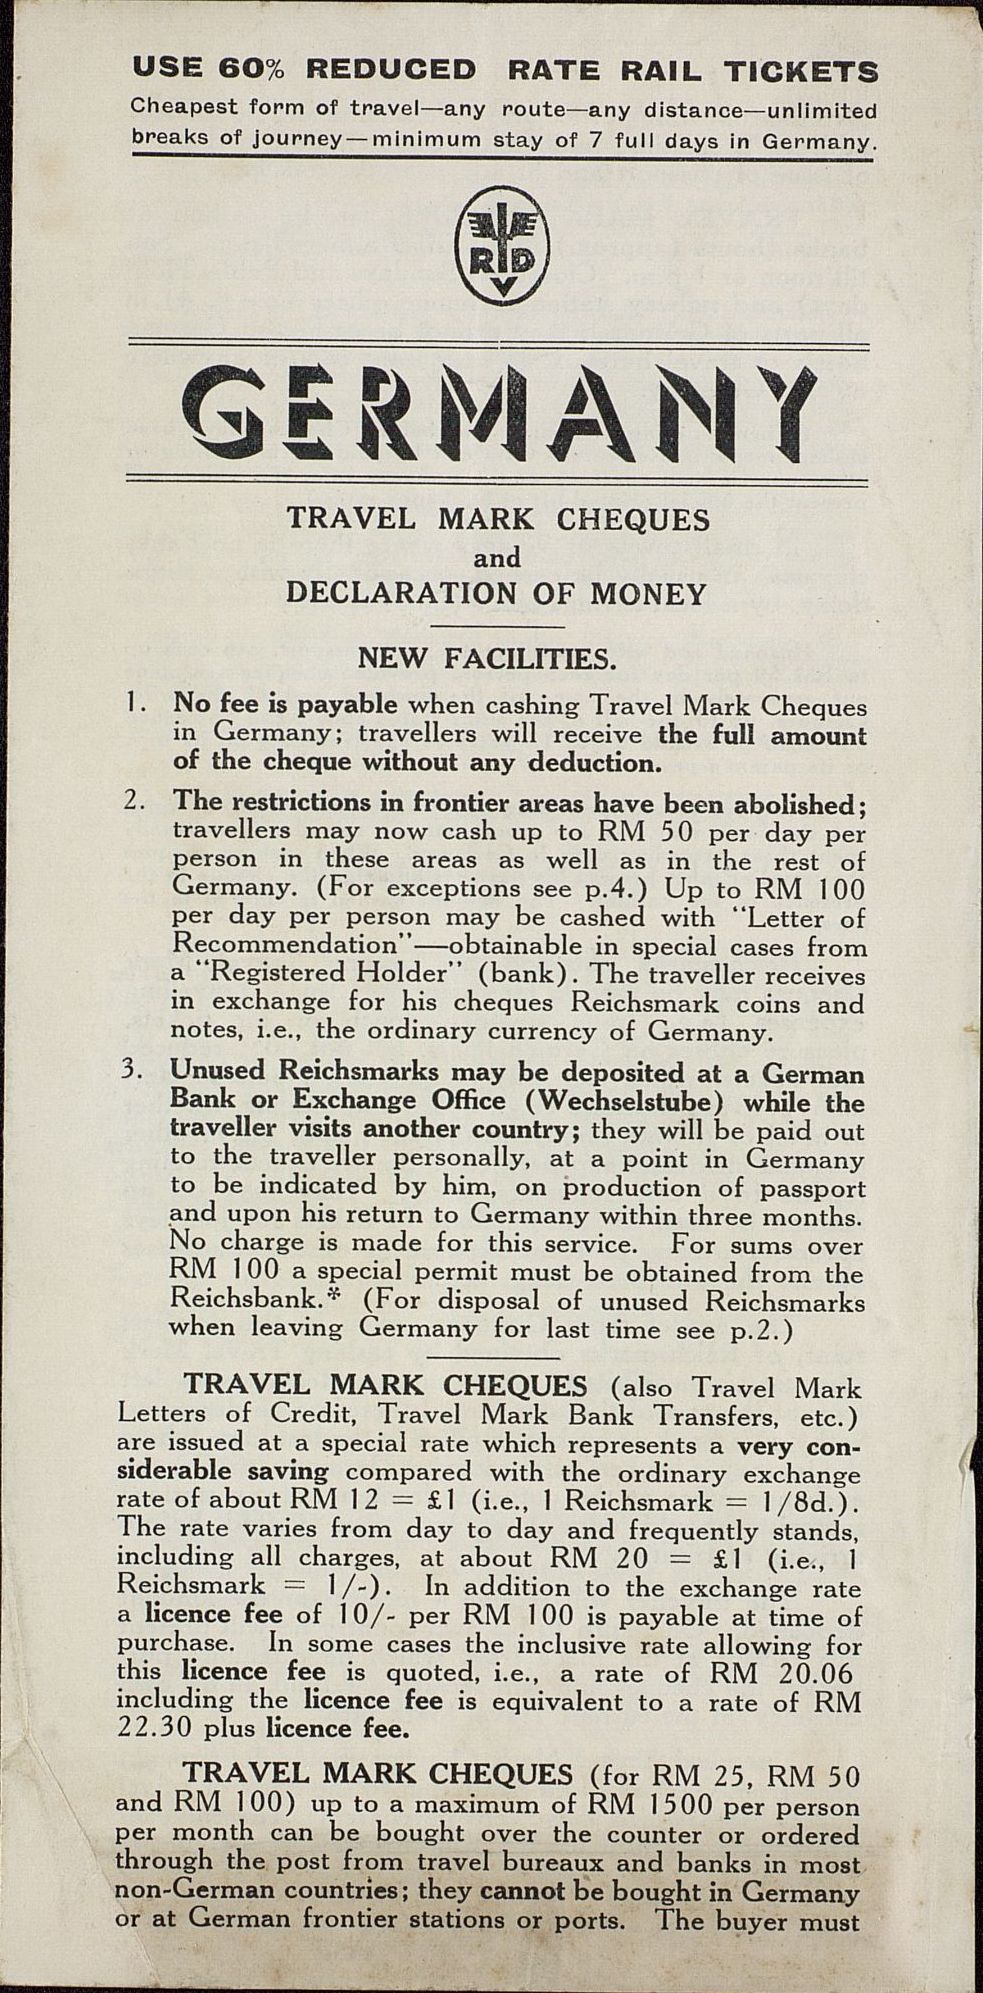 USE 60% REDUCED RATE RAIL TICKETS
Cheapest form of travel—any route—any distance—unlimited
breaks of journey—minimum stay of 7 full days in Germany.
RD
GERMANY
TRAVEL MARK CHEQUES
and
DECLARATION OF MONEY
NEW FACILITIES.
1. No fee is payable when cashing Travel Mark Cheques
in Germany; travellers will receive the full amount
of the cheque without any deduction.
2. The restrictions in frontier areas have been abolished;
travellers may now cash up to RM 50 per day per
person in these areas as well as in the rest of
Germany. (For exceptions see p.4.) Up to RM 100
per day per person may be cashed with "Letter of
Recommendation"—obtainable in special cases from
a "Registered Holder" (bank). The traveller receives
in exchange for his cheques Reichsmark coins and
notes, i.e., the ordinary currency of Germany.
3. Unused Reichsmarks may be deposited at a German
Bank or Exchange Office (Wechselstube) while the
traveller visits another country; they will be paid out
to the traveller personally, at a point in Germany
to be indicated by him, on production of passport
and upon his return to Germany within three months.
No charge is made for this service. For sums over
RM 100 a special permit must be obtained from the
Reichsbank.* (For disposal of unused Reichsmarks
when leaving Germany for last time see p.2.)
TRAVEL MARK CHEQUES (also Travel Mark
Letters of Credit, Travel Mark Bank Transfers, etc.)
are issued at a special rate which represents a very con-
siderable saving compared with the ordinary exchange
rate of about RM 12 = £1 (i.e., 1 Reichsmark = 1/8d.).
The rate varies from day to day and frequently stands,
including all charges, at about RM 20 = £1 (i.e., 1
Reichsmark = 1/-). In addition to the exchange rate
a licence fee of 10/- per RM 100 is payable at time of
purchase. In some cases the inclusive rate allowing for
this licence fee is quoted, i.e., a rate of RM 20.06
including the licence fee is equivalent to a rate of RM
22.30 plus licence fee.
TRAVEL MARK CHEQUES (for RM 25, RM 50
and RM 100) up to a maximum of RM 1500 per person
per month can be bought over the counter or ordered
through the post from travel bureaux and banks in most
non-German countries; they cannot be bought in Germany
or at German frontier stations or ports. The buyer must